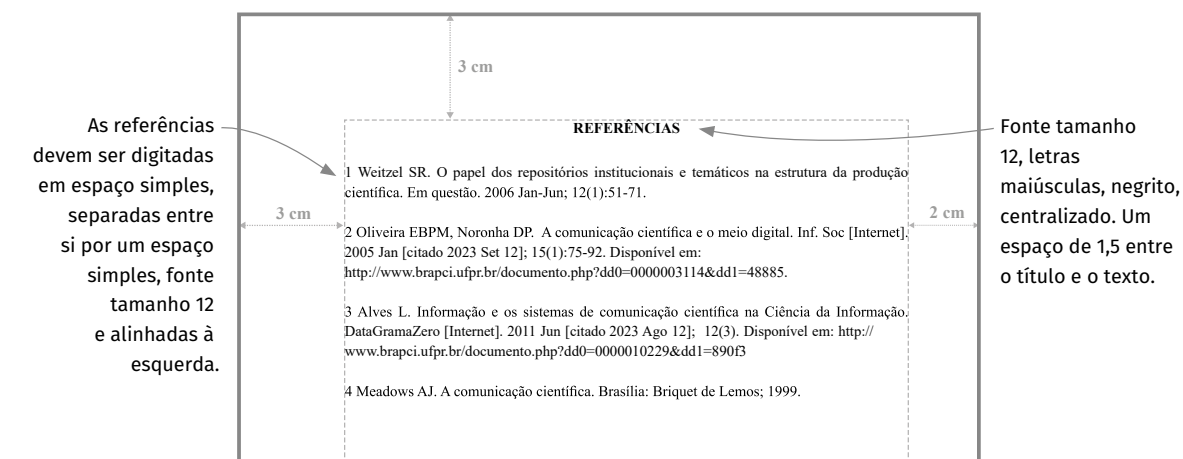 3 cm
As referências
devem ser digitadas
em espaço simples,
separadas entre
si por um espaço
simples, fonte
tamanho 12
e alinhadas à
esquerda.
3 cm
REFERÊNCIAS
1 Weitzel SR. O papel dos repositórios institucionais e temáticos na estrutura da produção
científica. Em questão. 2006 Jan-Jun; 12(1):51-71.
2 Oliveira EBPM, Noronha DP.  A comunicação científica e o meio digital. Inf. Soc [Internet].
2005 Jan [citado 2023 Set 12]; 15(1):75-92. Disponível em:
http://www.brapci.ufpr.br/documento.php?dd0=0000003114&dd1=48885.
3 Alves L. Informação e os sistemas de comunicação científica na Ciência da Informação.
DataGramaZero [Internet]. 2011 Jun [citado 2023 Ago 12];  12(3). Disponível em: http://
www.brapci.ufpr.br/documento.php?dd0=0000010229&dd1=890f3
4 Meadows AJ. A comunicação científica. Brasília: Briquet de Lemos; 1999.
2 cm
Fonte tamanho
12, letras
maiúsculas, negrito,
centralizado. Um
espaço de 1,5 entre
o título e o texto.